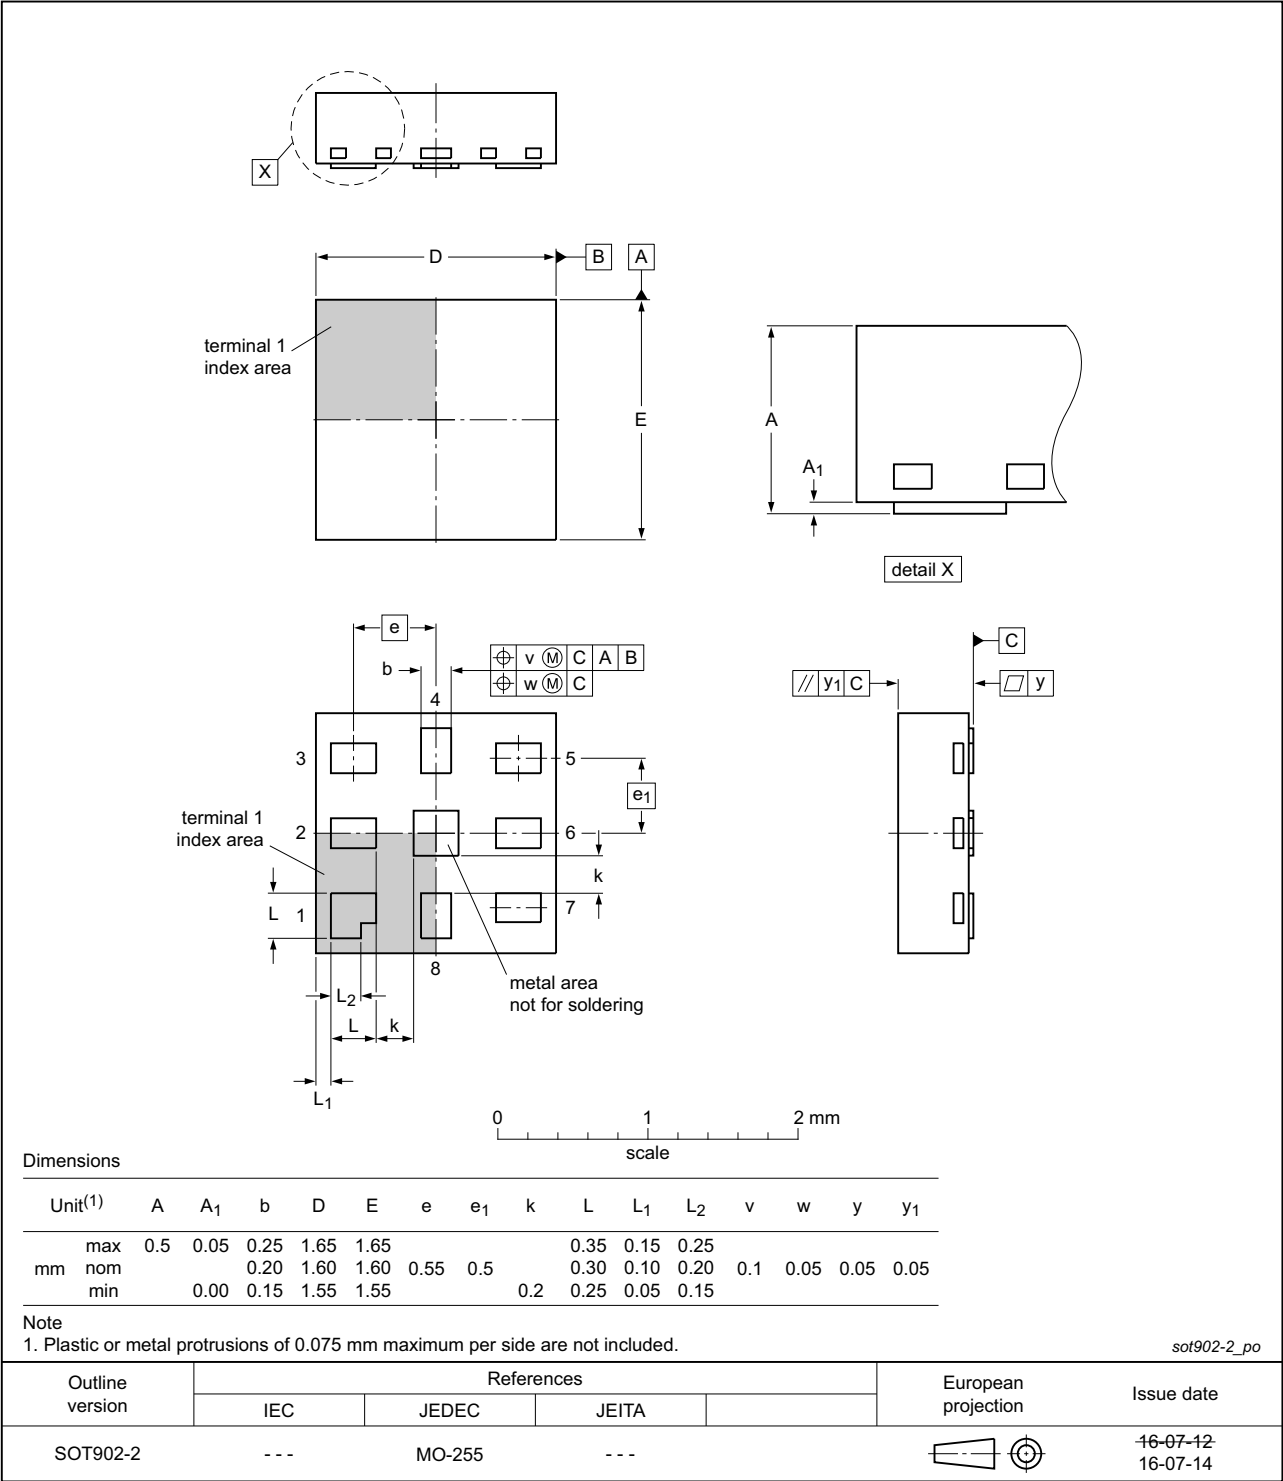 X
D
B
A
terminal 1
index area
E
A
A1
detail X
e
b
v M C A B
w M C
4
C
y1 C
y
3
5
e1
terminal 1
index area
2
6
k
L
1
7
8
metal area
not for soldering
L2
L
k
L1
0 1 2 mm
scale
Dimensions
Unit(1) A A1 b D E e e1 k L L1 L2 v w y y1
max 0.5 0.05 0.25 1.65 1.65 0.35 0.15 0.25
mm nom 0.20 1.60 1.60 0.55 0.5 0.30 0.10 0.20 0.1 0.05 0.05 0.05
min 0.00 0.15 1.55 1.55 0.2 0.25 0.05 0.15
Note
1. Plastic or metal protrusions of 0.075 mm maximum per side are not included.
sot902-2_po
Outline
version
References
IEC JEDEC JEITA
European
projection
Issue date
SOT902-2 - - - MO-255 - - -
16-07-12
16-07-14